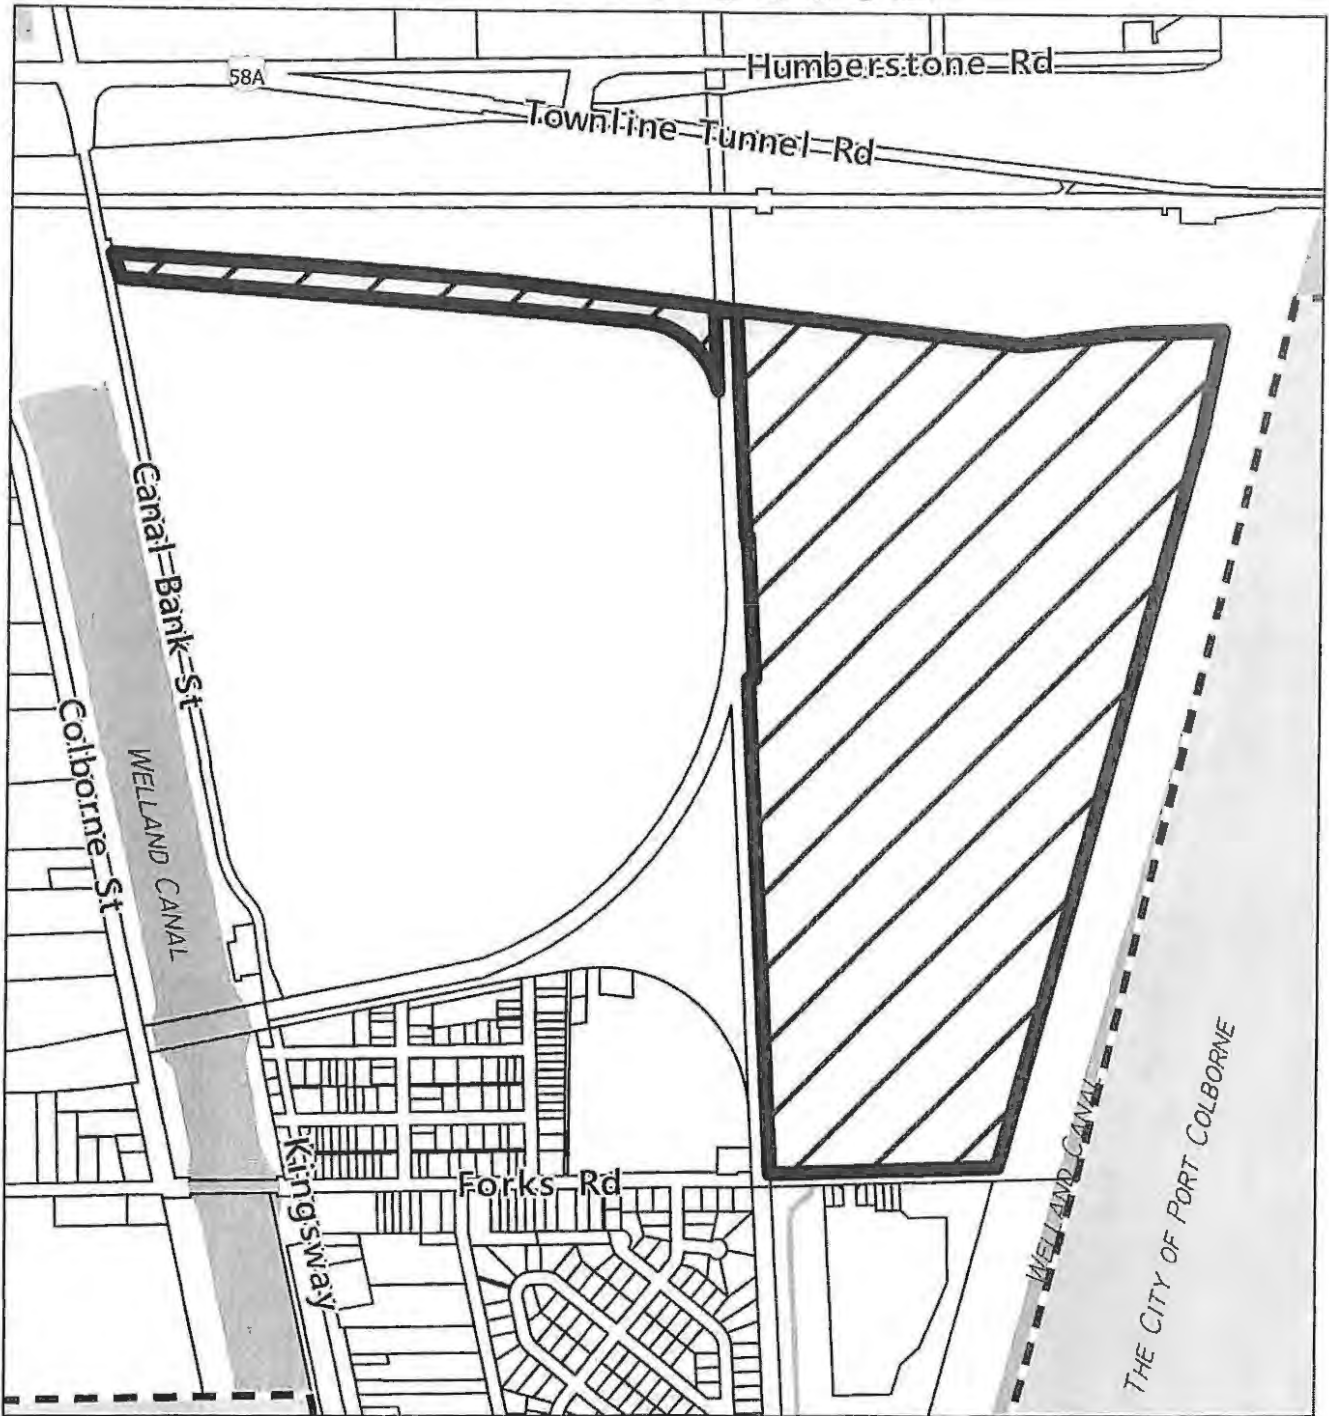 Humberstone Rd
58A
Townline Tunnel Rd
Canal Bank St
Colborne St
WELLAND CANAL
Kingsway
Forks Rd
WELLAND CANAL
THE CITY OF PORT COLBORNE